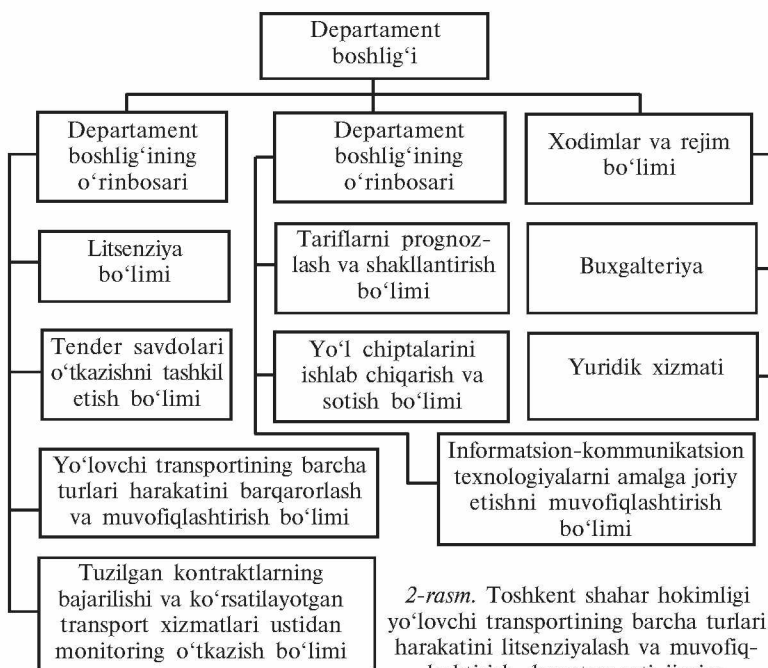 Departament
boshlig‘i
Departament
boshlig‘ining
o‘rinbosari
Departament
boshlig‘ining
o‘rinbosari
Xodimlar va rejim
bo‘limi
Litsenziya
bo‘limi
Tariflarni prognoz-
lash va shakllantirish
bo‘limi
Buxgalteriya
Tender savdolari
o‘tkazishni tashkil
etish bo‘limi
Yo‘l chiptalarini
ishlab chiqarish va
sotish bo‘limi
Yuridik xizmati
Yo‘lovchi transportining barcha
turlari harakatini barqarorlash
va muvofiqlashtirish bo‘limi
Informatsion-kommunikatsion
texnologiyalarni amalga joriy
etishni muvofiqlashtirish
bo‘limi
Tuzilgan kontraktlarning
bajarilishi va ko‘rsatilayotgan
transport xizmatlari ustidan
monitoring o‘tkazish bo‘limi
2-rasm. Toshkent shahar hokimligi
yo‘lovchi transportining barcha turlari
harakatini litsenziyalash va muvofiq-